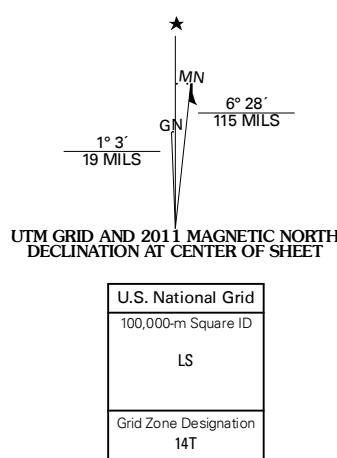 ★
MN
GN
6° 28´
115 MILS
1° 3´
19 MILS
UTM GRID AND 2011 MAGNETIC NORTH
DECLINATION AT CENTER OF SHEET
U.S. National Grid
100,000-m Square ID
LS
Grid Zone Designation
14T